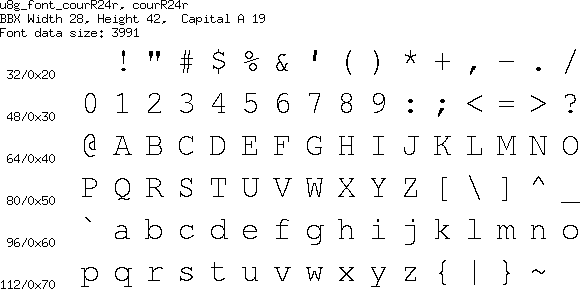 u8g_font_courR24r, courR24r
BBX Width 28, Height 42,  Capital A 19
Font data size: 3991
32/0x20 ! " # $ % & ' ( ) * + , - . /
48/0x30 0 1 2 3 4 5 6 7 8 9 : ; < = > ?
64/0x40 @ A B C D E F G H I J K L M N O
80/0x50 P Q R S T U V W X Y Z [ \ ] ^ _
96/0x60 ` a b c d e f g h i j k l m n o
112/0x70 p q r s t u v w x y z { | } ~